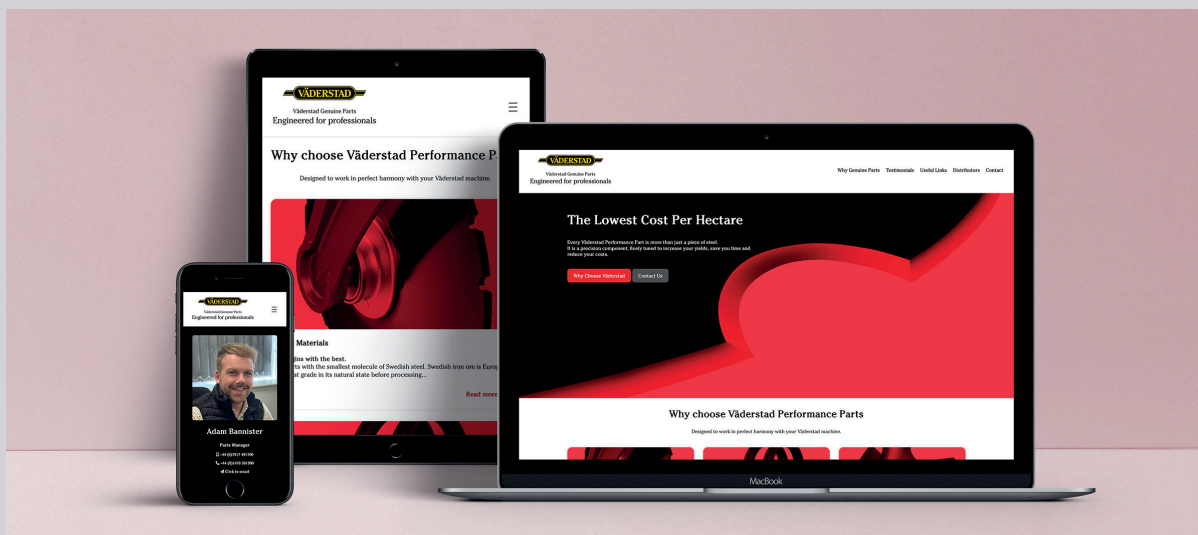 VÄDERSTAD
Väderstad Genuine Parts
Engineered for professionals
☰
Why choose Väderstad Performance P
Designed to work in perfect harmony with your Väderstad machine.
Materials
ins with the best.
rts with the smallest molecule of Swedish steel. Swedish iron ore is Europ
st grade in its natural state before processing...
Read more
VÄDERSTAD
Väderstad Genuine Parts
Engineered for professionals
Why Genuine Parts Testimonials Useful Links Distributors Contact
The Lowest Cost Per Hectare
Every Väderstad Performance Part is more than just a piece of steel.
It is a precision component, finely tuned to increase your yields, save you time and
reduce your costs.
Why Choose Väderstad Contact Us
Why choose Väderstad Performance Parts
Designed to work in perfect harmony with your Väderstad machine.
MacBook
VÄDERSTAD
Väderstad Genuine Parts
Engineered for professionals
☰
Adam Bannister
Parts Manager
Click to email